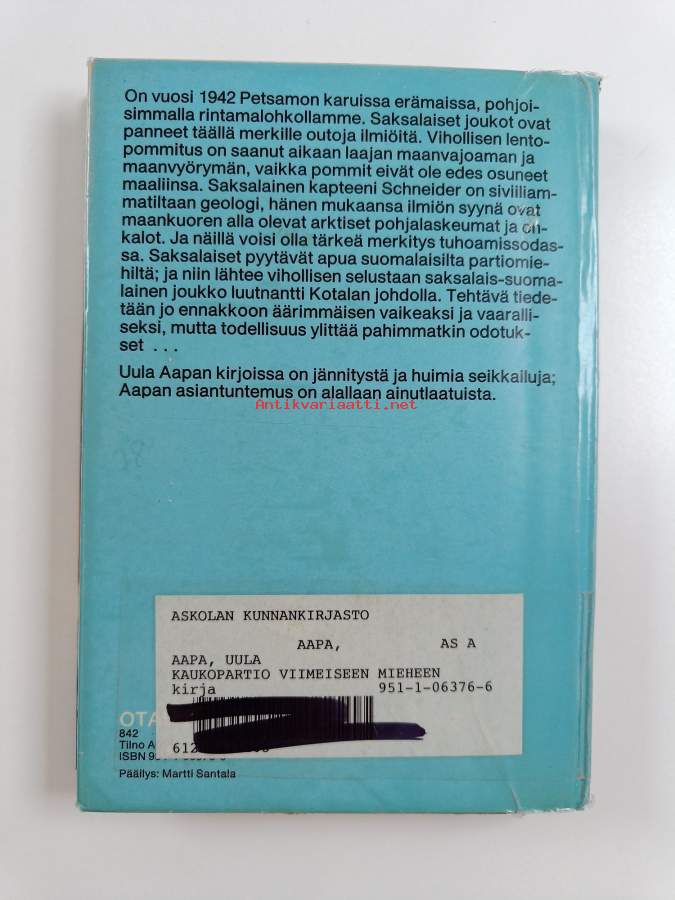 On vuosi 1942 Petsamon karuissa erämaissa, pohjoi-
simmalla rintamalohkollamme. Saksalaiset joukot ovat
panneet täällä merkille outoja ilmiöitä. Vihollisen lento-
pommitus on saanut aikaan laajan maanvajoaman ja
maanvyörymän, vaikka pommit eivät ole edes osuneet
maaliinsa. Saksalainen kapteeni Schneider on siviiliam-
matiltaan geologi, hänen mukaansa ilmiön syynä ovat
maankuoren alla olevat arktiset pohjalaskeumat ja on-
kalot. Ja näillä voisi olla tärkeä merkitys tuhoamissodas-
sa. Saksalaiset pyytävät apua suomalaisilta partiomie-
hiltä; ja niin lähtee vihollisen selustaan saksalais-suoma-
lainen joukko luutnantti Kotalan johdolla. Tehtävä tiede-
tään jo ennakkoon äärimmäisen vaikeaksi ja vaaralli-
seksi, mutta todellisuus ylittää pahimmatkin odotuk-
set ...
Uula Aapan kirjoissa on jännitystä ja huimia seikkailuja;
Aapan asiantuntemus on alallaan ainutlaatuista.
Antikvariaatti.net
ASKOLAN KUNNANKIRJASTO
AAPA, AS A
AAPA, UULA
KAUKOPARTIO VIIMEISEEN MIEHEEN
kirja 951-1-06376-6
OTA
842
Tilno A
ISBN
Päällys: Martti Santala